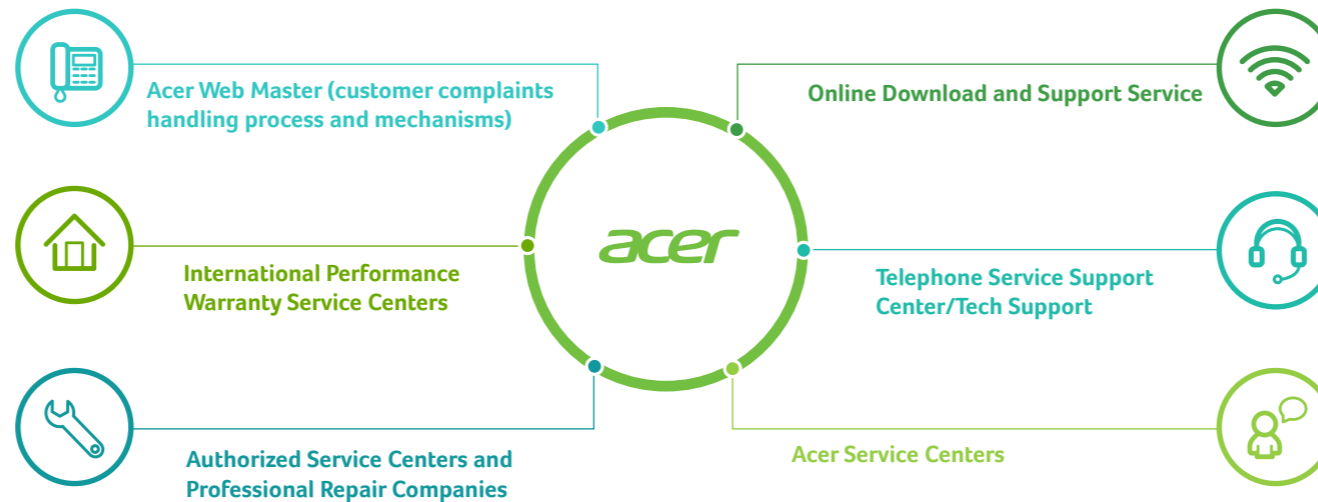 Acer Web Master (customer complaints
handling process and mechanisms)
Online Download and Support Service
acer
International Performance
Warranty Service Centers
Telephone Service Support
Center/Tech Support
Authorized Service Centers and
Professional Repair Companies
Acer Service Centers